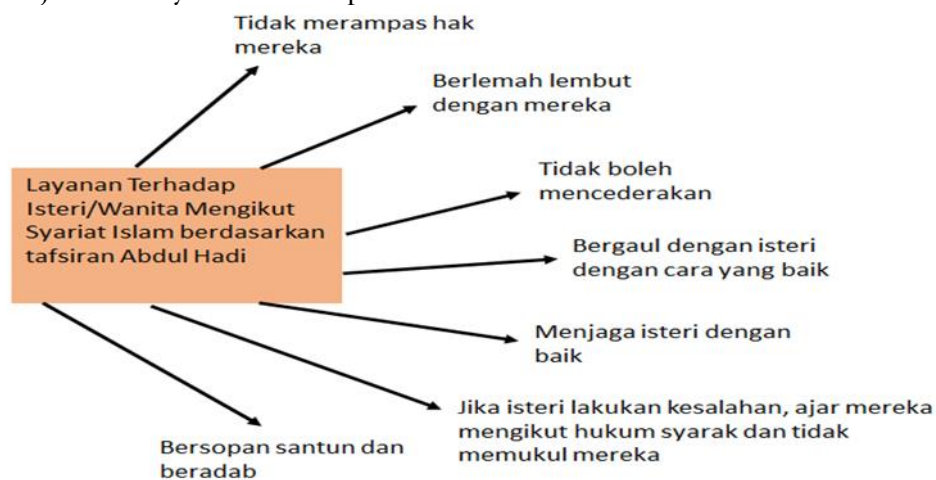 Tidak merampas hak
mereka
Berlemah lembut
dengan mereka
Tidak boleh
mencederakan
Layanan Terhadap
Isteri/Wanita Mengikut
Syariat Islam berdasarkan
tafsiran Abdul Hadi
Bergaul dengan isteri
dengan cara yang baik
Menjaga isteri dengan
baik
Jika isteri lakukan kesalahan, ajar mereka
mengikut hukum syarak dan tidak
memukul mereka
Bersopan santun dan
beradab